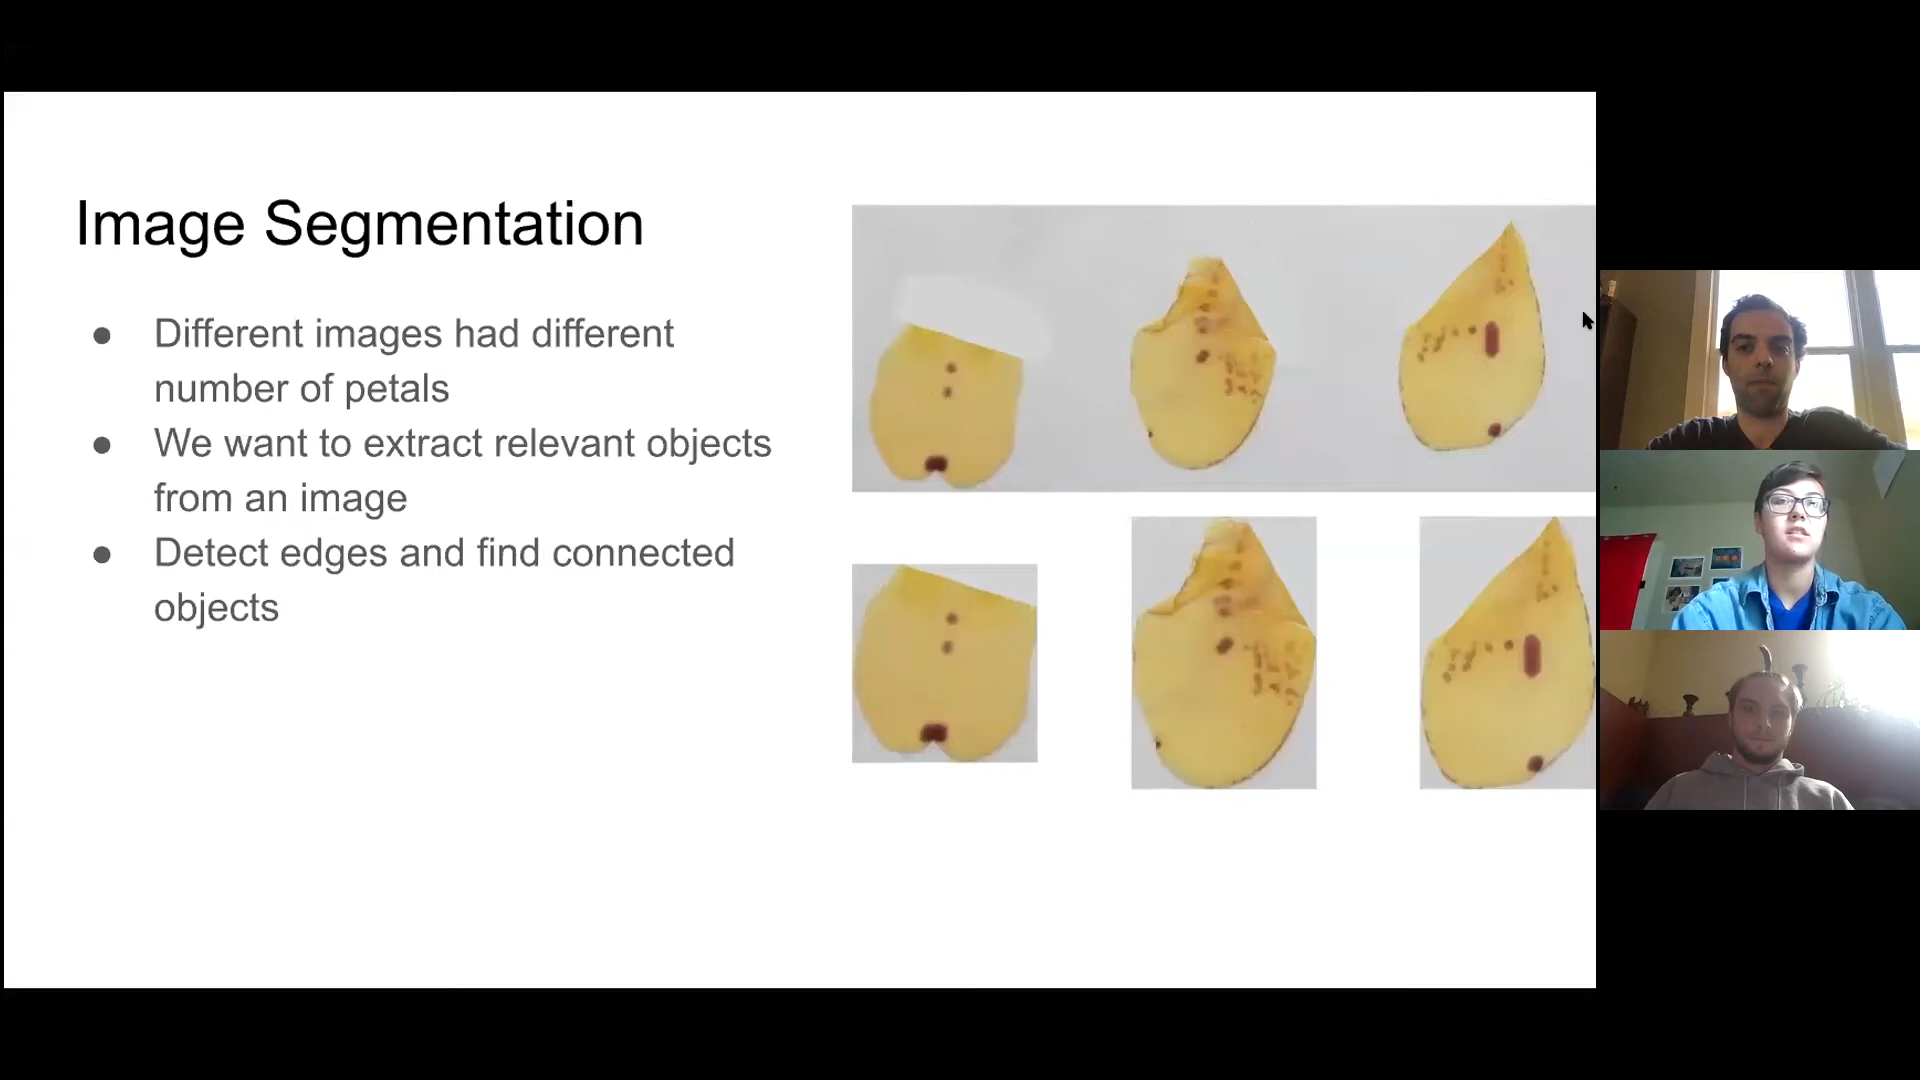 Image Segmentation
● Different images had different
number of petals
● We want to extract relevant objects
from an image
● Detect edges and find connected
objects